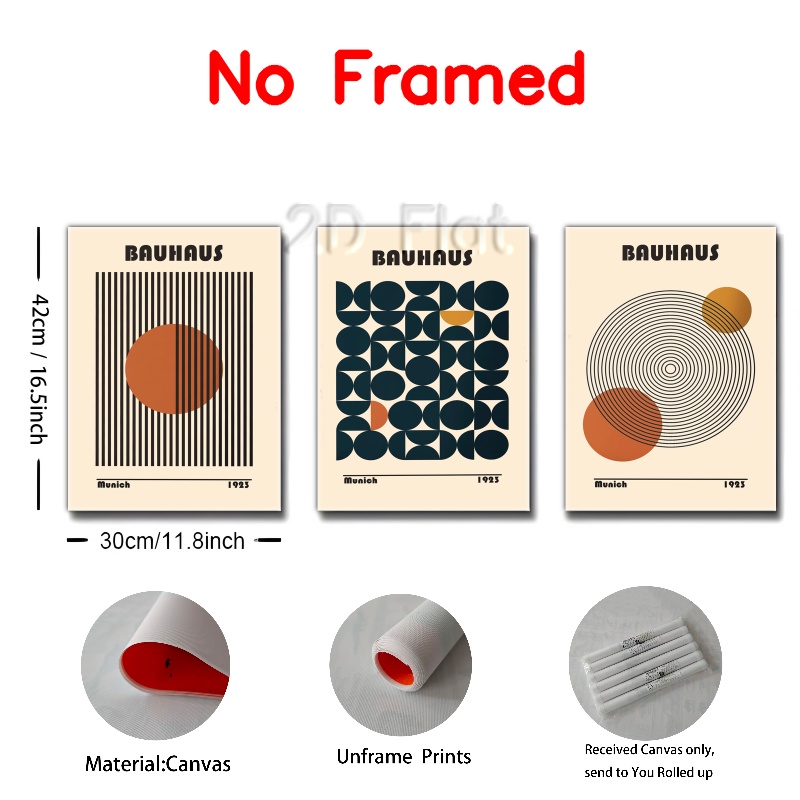 No Framed
2D Flat
BAUHAUS
BAUHAUS
BAUHAUS
42cm / 16.5inch
Munich 1923
Munich 1923
Munich 1923
30cm/11.8inch
Material:Canvas
Unframe Prints
Received Canvas only,
send to You Rolled up